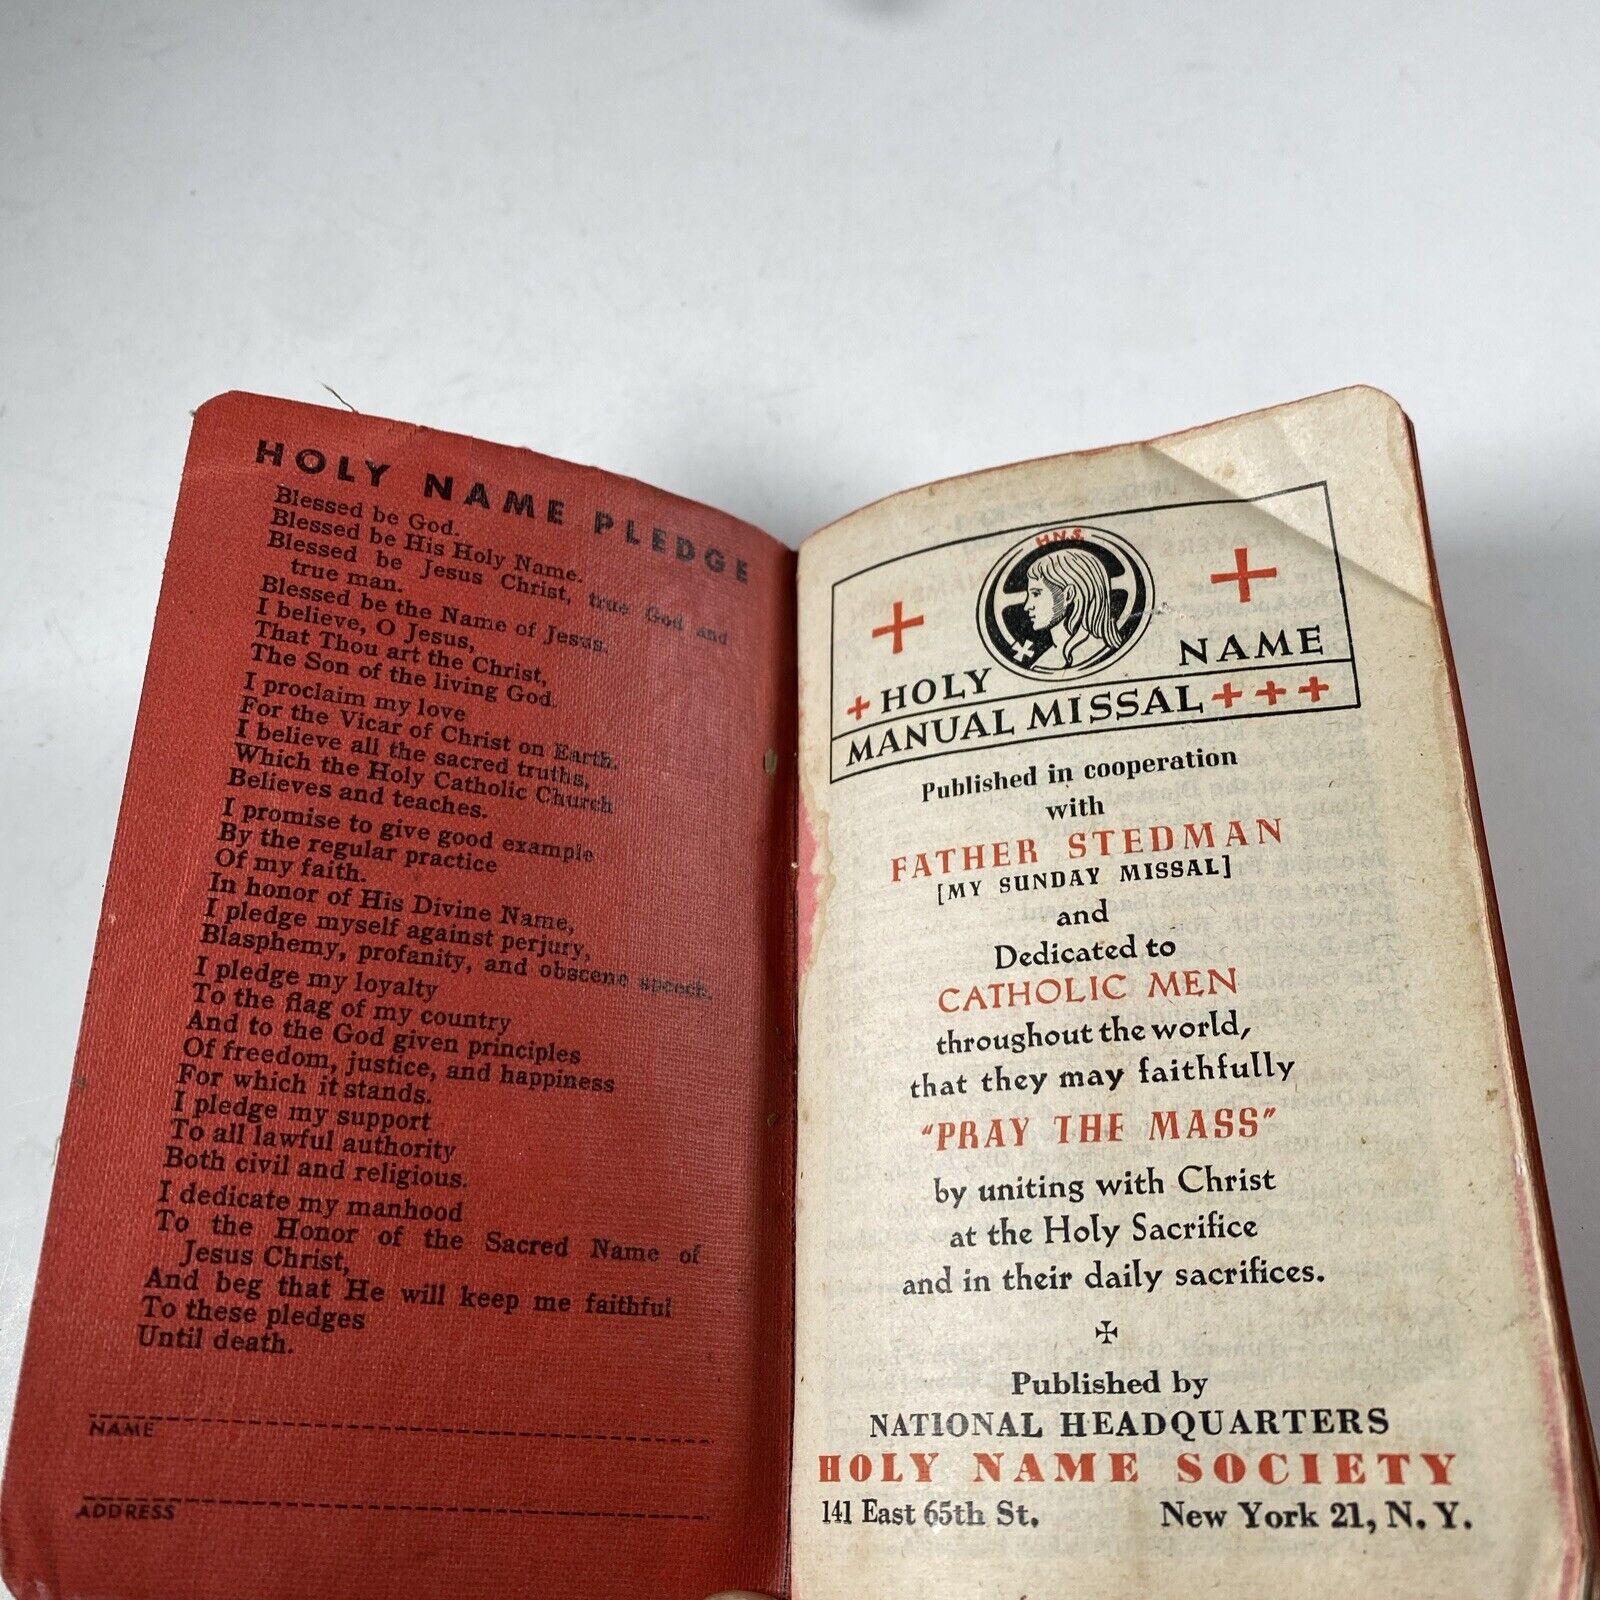 HOLY NAME PLEDGE
Blessed be God.
Blessed be His Holy Name.
Blessed be Jesus Christ, true God and
true man.
Blessed be the Name of Jesus.
I believe, O Jesus,
That Thou art the Christ,
The Son of the living God.
I proclaim my love
For the Vicar of Christ on Earth.
I believe all the sacred truths,
Which the Holy Catholic Church
Believes and teaches.
I promise to give good example
By the regular practice
Of my faith.
In honor of His Divine Name,
I pledge myself against perjury,
Blasphemy, profanity, and obscene speech.
I pledge my loyalty
To the flag of my country
And to the God given principles
Of freedom, justice, and happiness
For which it stands.
I pledge my support
To all lawful authority
Both civil and religious.
I dedicate my manhood
To the Honor of the Sacred Name of
Jesus Christ,
And beg that He will keep me faithful
To these pledges
Until death.
NAME
ADDRESS
H.N.S.
HOLY NAME
MANUAL MISSAL
Published in cooperation
with
FATHER STEDMAN
[MY SUNDAY MISSAL]
and
Dedicated to
CATHOLIC MEN
throughout the world,
that they may faithfully
"PRAY THE MASS"
by uniting with Christ
at the Holy Sacrifice
and in their daily sacrifices.
Published by
NATIONAL HEADQUARTERS
HOLY NAME SOCIETY
141 East 65th St. New York 21, N. Y.